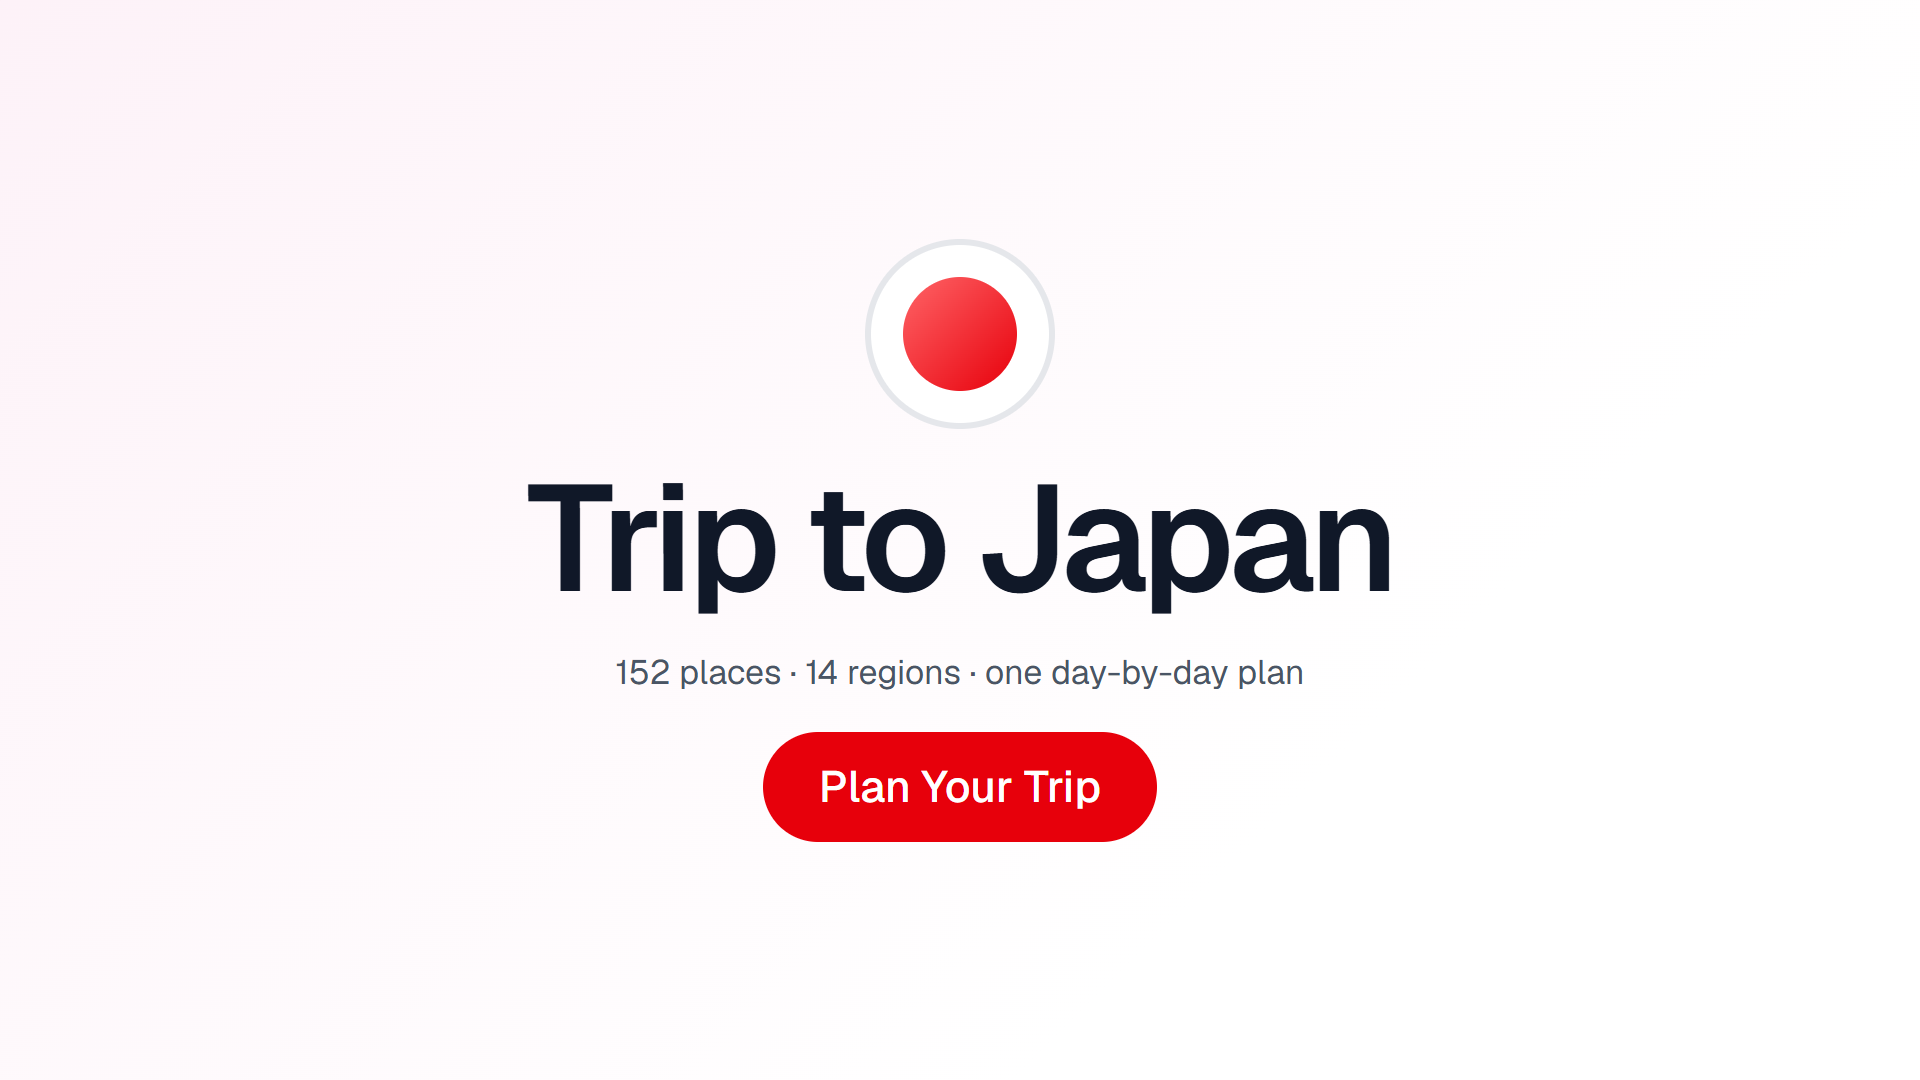 Trip to Japan
152 places · 14 regions · one day-by-day plan
Plan Your Trip